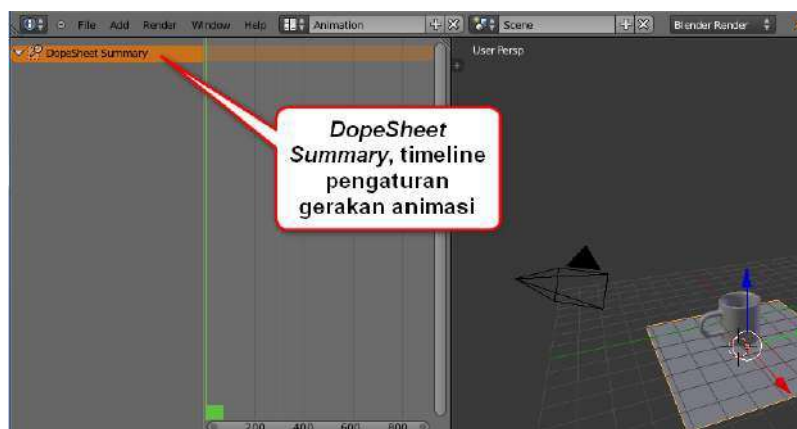 File Add Render Window Help Animation Scene Blender Render
DopeSheet Summary
User Persp
DopeSheet
Summary, timeline
pengaturan
gerakan animasi
200 400 600 800